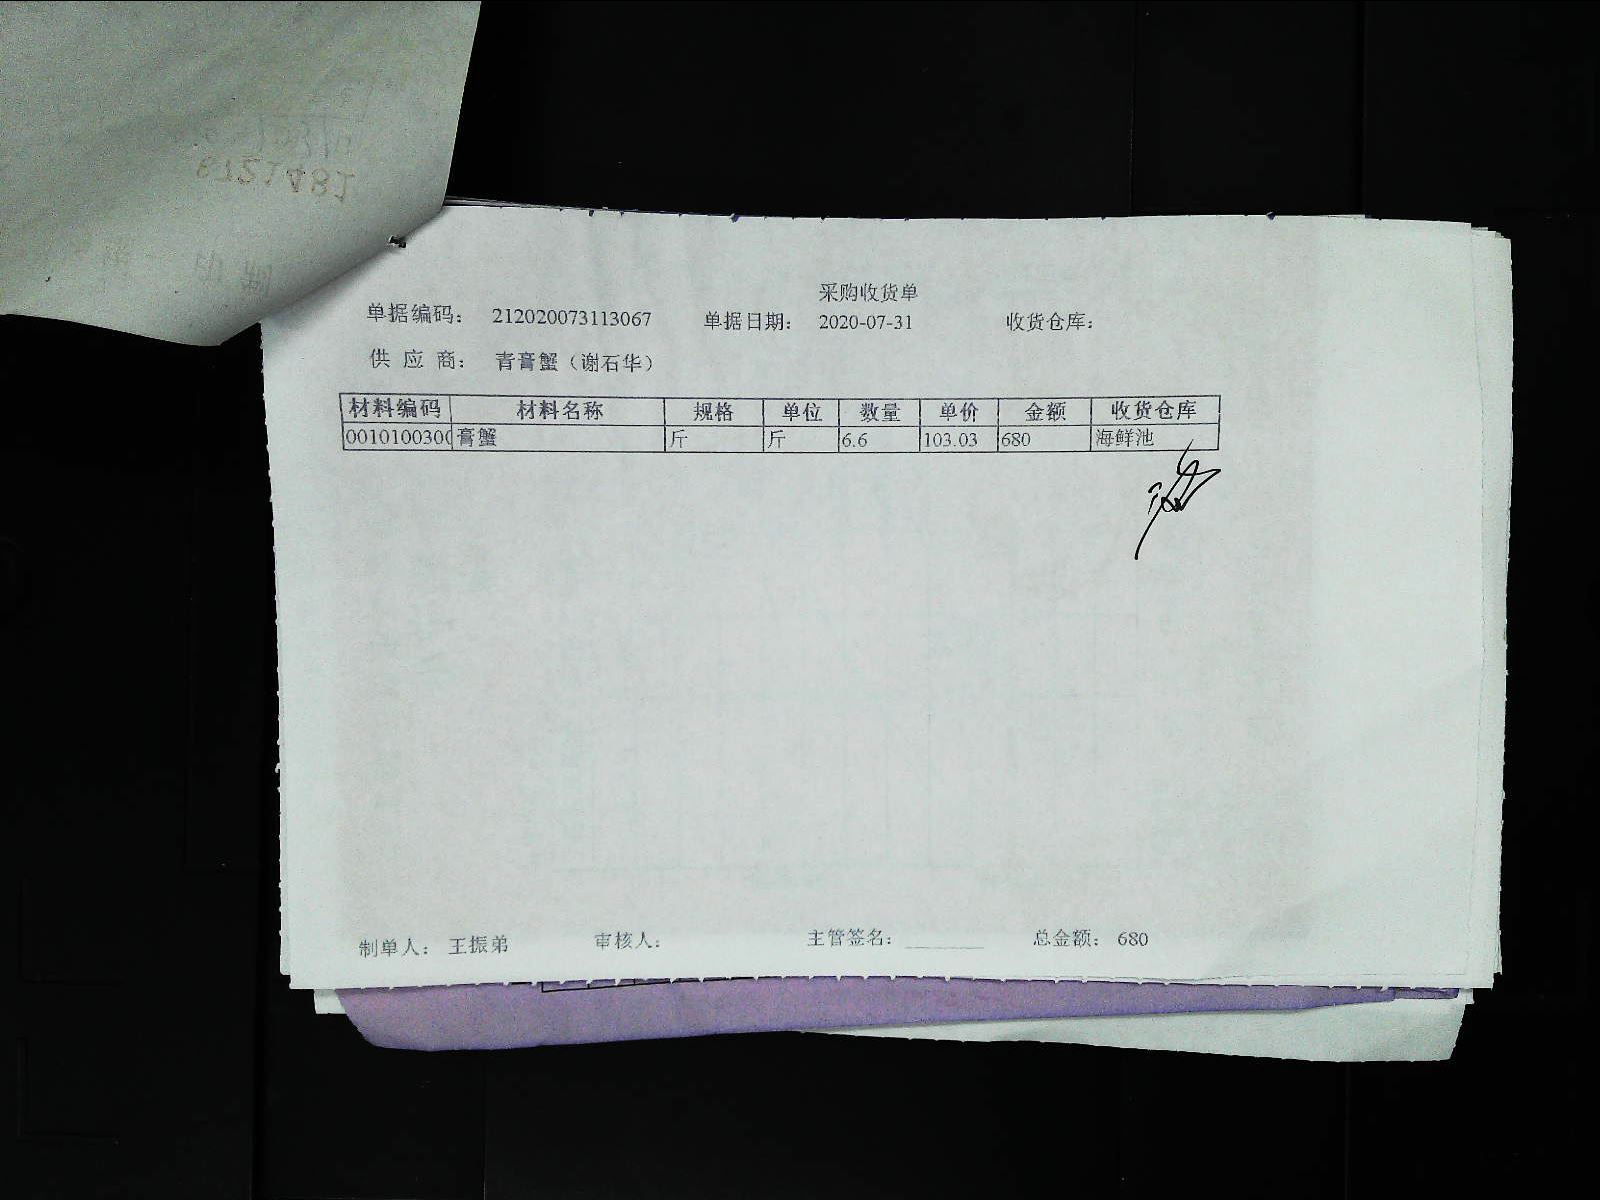 8721481
采购收货单
单据编码： 212020073113067 单据日期： 2020-07-31 收货仓库：
供 应 商： 青膏蟹（谢石华）
材料编码 材料名称 规格 单位 数量 单价 金额 收货仓库
0010100300 膏蟹 斤 斤 6.6 103.03 680 海鲜池
制单人： 王振弟 审核人： 主管签名： ______ 总金额： 680